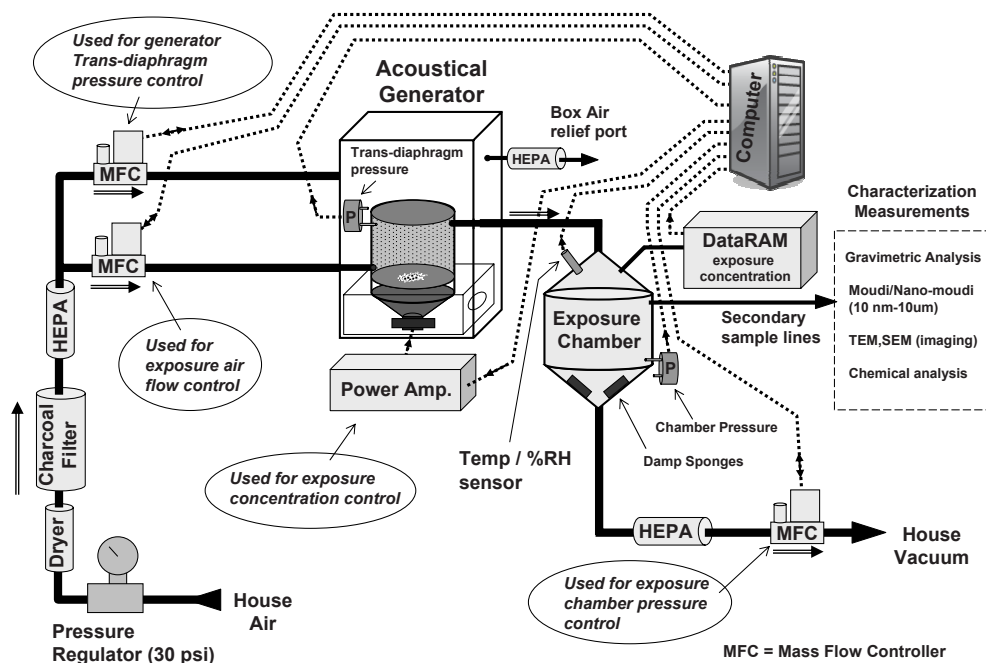 Used for generator
Trans-diaphragm
pressure control
Acoustical
Generator
Computer
Box Air
relief port
HEPA
Trans-diaphragm
pressure
P
MFC
MFC
Characterization
Measurements
DataRAM
exposure
concentration
Gravimetric Analysis
Moudi/Nano-moudi
(10 nm-10um)
TEM,SEM (imaging)
Chemical analysis
HEPA
Used for
exposure air
flow control
Exposure
Chamber
Secondary
sample lines
P
Power Amp.
Chamber Pressure
Damp Sponges
Charcoal
Filter
Temp / %RH
sensor
Used for exposure
concentration control
Dryer
HEPA
MFC
House
Vacuum
Used for exposure
chamber pressure
control
House
Air
Pressure
Regulator (30 psi)
MFC = Mass Flow Controller